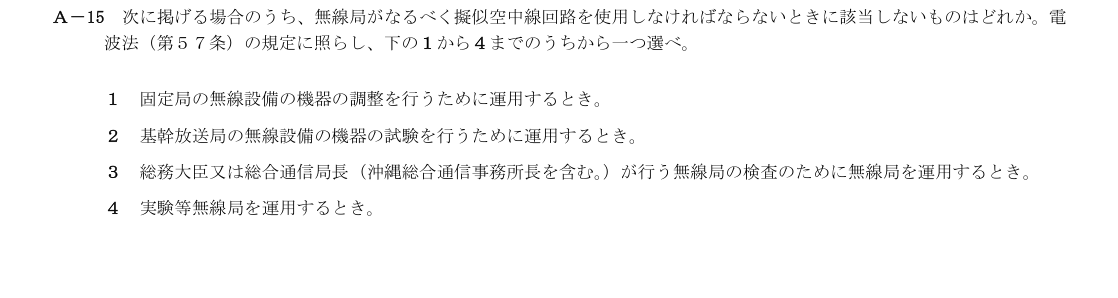 A－15　次に掲げる場合のうち、無線局がなるべく擬似空中線回路を使用しなければならないときに該当しないものはどれか。電
波法（第５７条）の規定に照らし、下の１から４までのうちから一つ選べ。
１　固定局の無線設備の機器の調整を行うために運用するとき。
２　基幹放送局の無線設備の機器の試験を行うために運用するとき。
３　総務大臣又は総合通信局長（沖縄総合通信事務所長を含む。）が行う無線局の検査のために無線局を運用するとき。
４　実験等無線局を運用するとき。